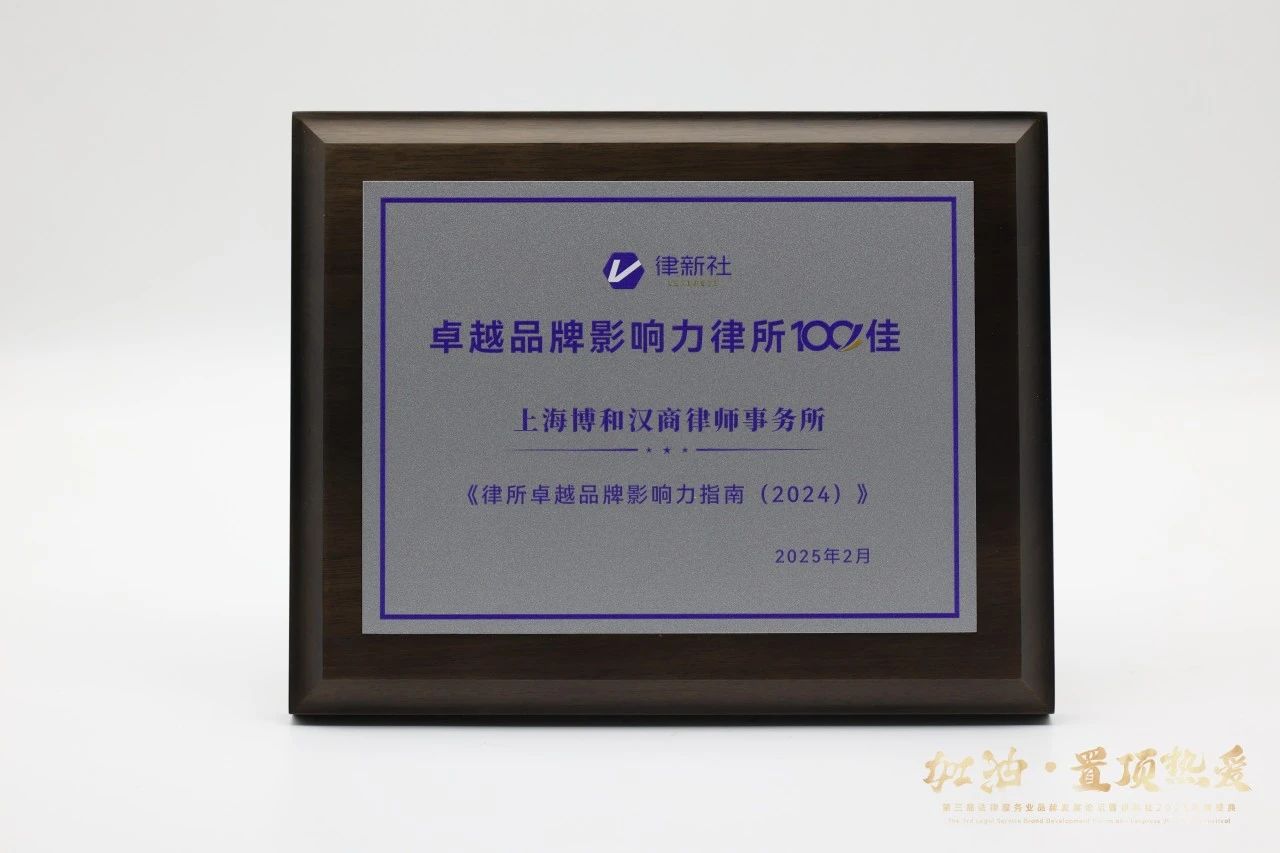 律新社
卓越品牌影响力律所100佳
上海博和汉商律师事务所
《律所卓越品牌影响力指南（2024）》
2025年2月
加油·置顶热爱